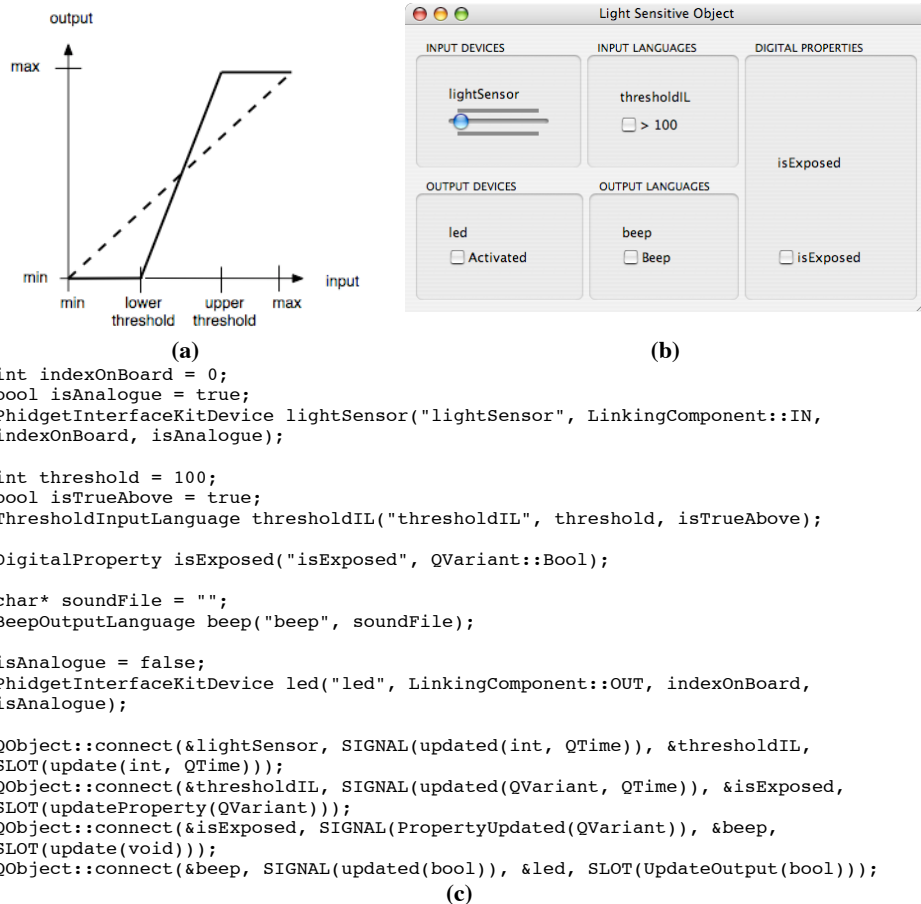 output
max
min
min
lower
threshold
upper
threshold
max
input
(a)
Light Sensitive Object
INPUT DEVICES
INPUT LANGUAGES
DIGITAL PROPERTIES
lightSensor
thresholdIL
> 100
isExposed
OUTPUT DEVICES
OUTPUT LANGUAGES
led
beep
Activated
Beep
isExposed
(b)
int indexOnBoard = 0;
bool isAnalogue = true;
PhidgetInterfaceKitDevice lightSensor("lightSensor", LinkingComponent::IN,
indexOnBoard, isAnalogue);
int threshold = 100;
bool isTrueAbove = true;
ThresholdInputLanguage thresholdIL("thresholdIL", threshold, isTrueAbove);
DigitalProperty isExposed("isExposed", QVariant::Bool);
char* soundFile = "";
BeepOutputLanguage beep("beep", soundFile);
isAnalogue = false;
PhidgetInterfaceKitDevice led("led", LinkingComponent::OUT, indexOnBoard,
isAnalogue);
QObject::connect(&lightSensor, SIGNAL(updated(int, QTime)), &thresholdIL,
SLOT(update(int, QTime)));
QObject::connect(&thresholdIL, SIGNAL(updated(QVariant, QTime)), &isExposed,
SLOT(updateProperty(QVariant)));
QObject::connect(&isExposed, SIGNAL(PropertyUpdated(QVariant)), &beep,
SLOT(update(void)));
QObject::connect(&beep, SIGNAL(updated(bool)), &led, SLOT(UpdateOutput(bool)));
(c)